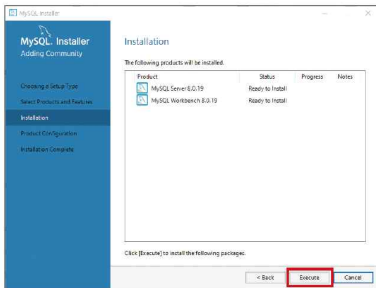 MySQL Installer
MySQL. Installer
Adding Community
Choosing a Setup Type
Select Products and Features
Installation
Product Configuration
Installation Complete
Installation
The following products will be installed.
Product Status Progress Notes
MySQL Server 8.0.19 Ready to Install
MySQL Workbench 8.0.19 Ready to Install
Click [Execute] to install the following packages.
< Back Execute Cancel